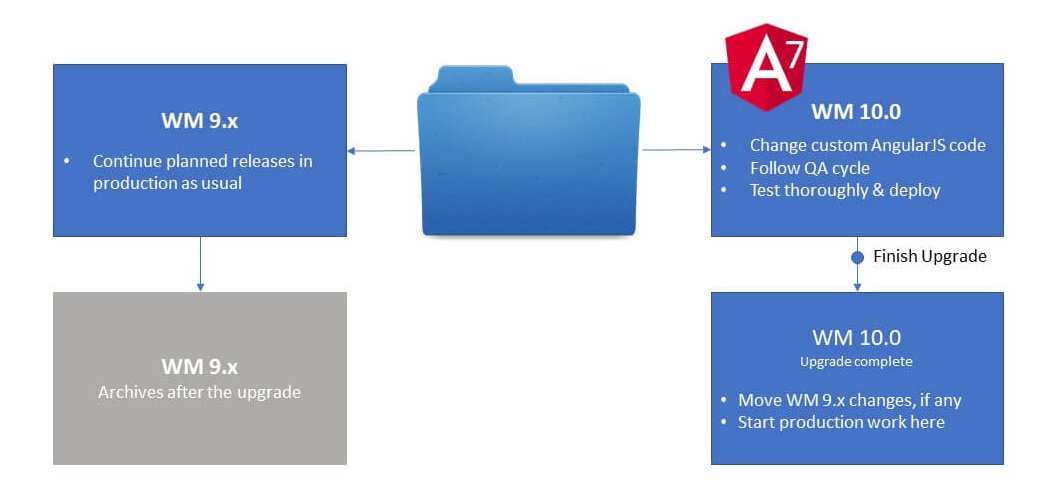 WM 9.x
• Continue planned releases in
production as usual
A7
WM 10.0
• Change custom AngularJS code
• Follow QA cycle
• Test thoroughly & deploy
Finish Upgrade
WM 9.x
Archives after the upgrade
WM 10.0
Upgrade complete
• Move WM 9.x changes, if any
• Start production work here